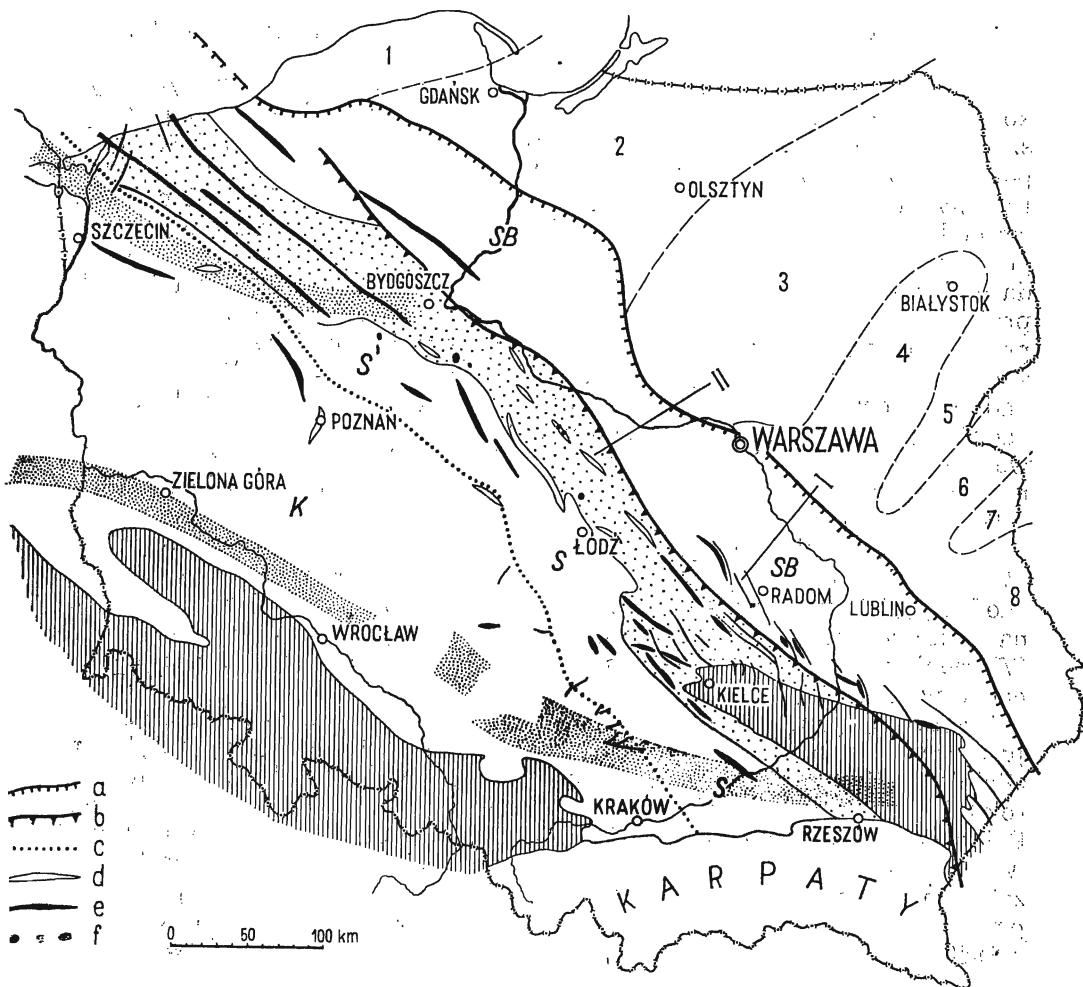 1
GDAŃSK
2
OLSZTYN
SZCZECIN
SB
BYDGOSZCZ
3
BIAŁYSTOK
4
S
II
5
POZNAŃ
WARSZAWA
ZIELONA GÓRA
K
6
I
7
ŁÓDŹ
S
SB
RADOM
LUBLIN
8
WROCŁAW
KIELCE
S
KRAKÓW
RZESZÓW
KARPATY
a
b
c
d
e
f
0 50 100 km